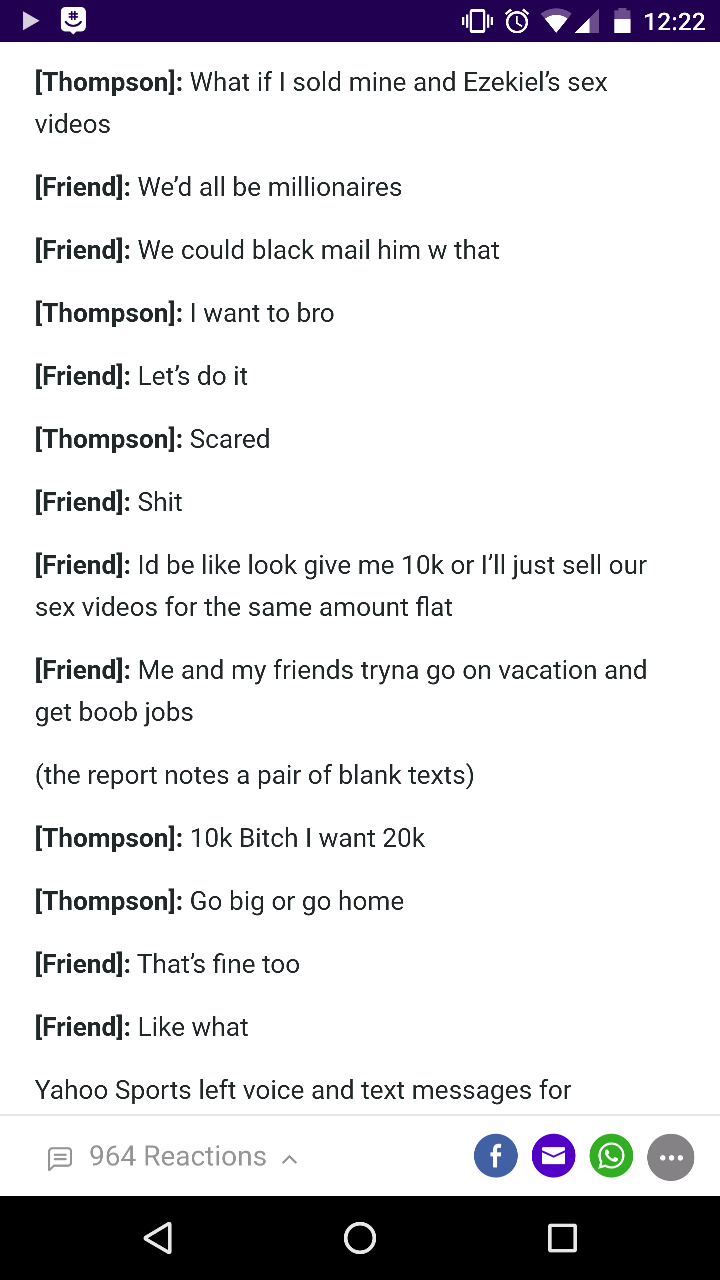 12:22
[Thompson]: What if I sold mine and Ezekiel’s sex
videos
[Friend]: We’d all be millionaires
[Friend]: We could black mail him w that
[Thompson]: I want to bro
[Friend]: Let’s do it
[Thompson]: Scared
[Friend]: Shit
[Friend]: Id be like look give me 10k or I’ll just sell our
sex videos for the same amount flat
[Friend]: Me and my friends tryna go on vacation and
get boob jobs
(the report notes a pair of blank texts)
[Thompson]: 10k Bitch I want 20k
[Thompson]: Go big or go home
[Friend]: That’s fine too
[Friend]: Like what
Yahoo Sports left voice and text messages for
964 Reactions